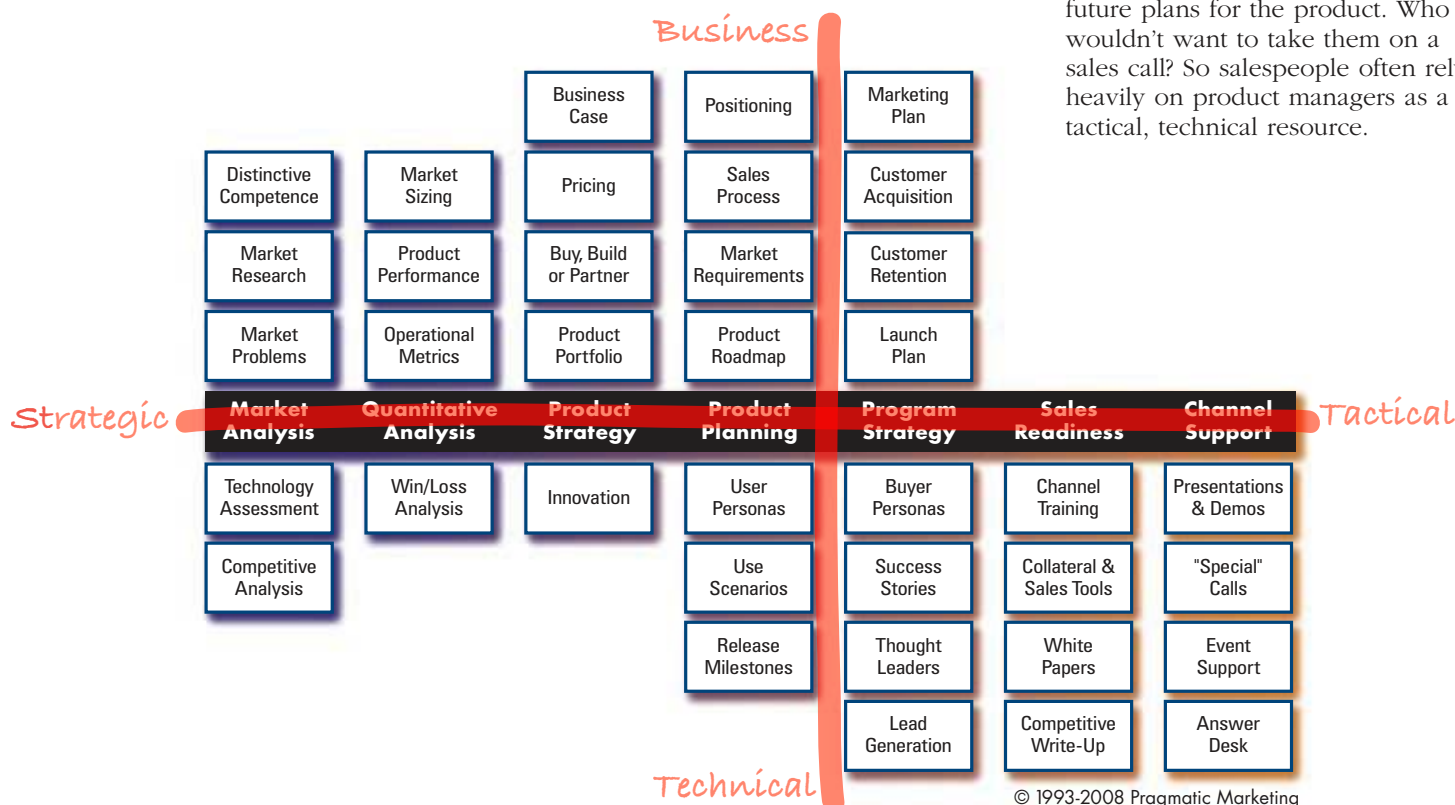 future plans for the product. Who
wouldn't want to take them on a
sales call? So salespeople often rel
heavily on product managers as a
tactical, technical resource.
Business
Business
Case
Positioning
Marketing
Plan
Distinctive
Competence
Market
Sizing
Pricing
Sales
Process
Customer
Acquisition
Market
Research
Product
Performance
Buy, Build
or Partner
Market
Requirements
Customer
Retention
Market
Problems
Operational
Metrics
Product
Portfolio
Product
Roadmap
Launch
Plan
Strategic
Market
Analysis
Quantitative
Analysis
Product
Strategy
Product
Planning
Program
Strategy
Sales
Readiness
Channel
Support
Tactical
Technology
Assessment
Win/Loss
Analysis
Innovation
User
Personas
Buyer
Personas
Channel
Training
Presentations
& Demos
Competitive
Analysis
Use
Scenarios
Success
Stories
Collateral &
Sales Tools
"Special"
Calls
Release
Milestones
Thought
Leaders
White
Papers
Event
Support
Lead
Generation
Competitive
Write-Up
Answer
Desk
Technical
© 1993-2008 Pragmatic Marketing